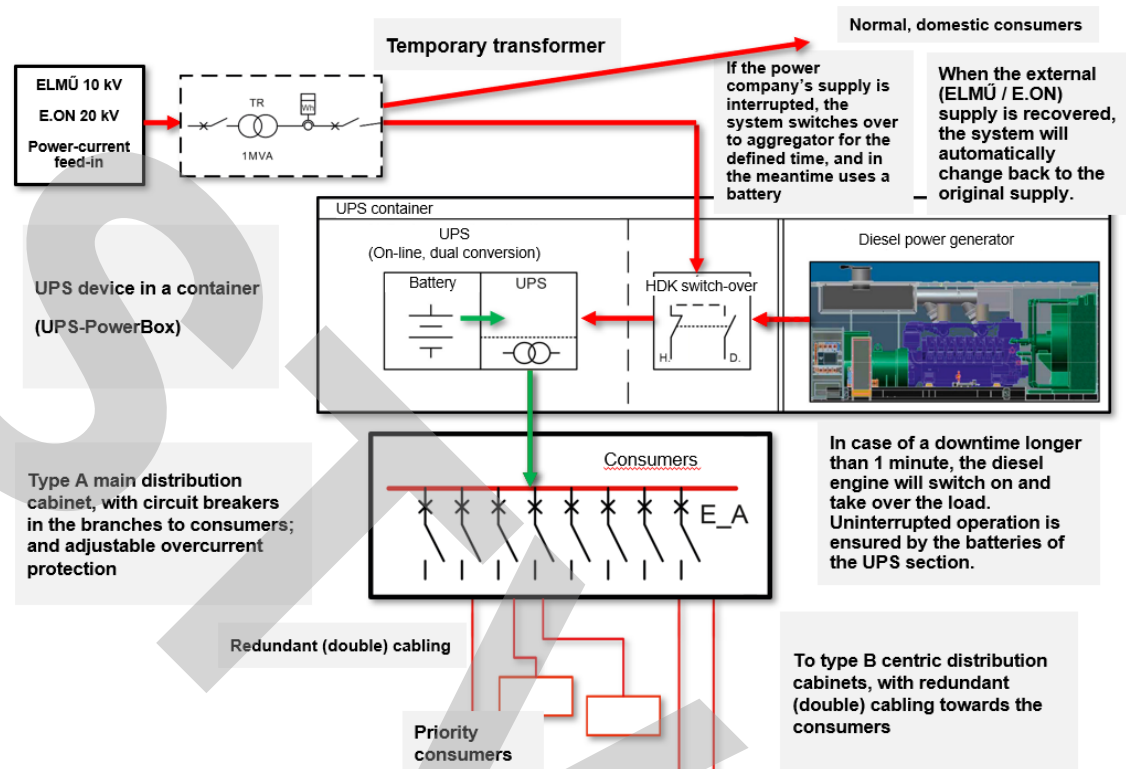 Normal, domestic consumers
Temporary transformer
ELMŰ 10 kV
E.ON 20 kV
Power-current
feed-in
TR
Wh
1MVA
If the power
company's supply is
interrupted, the
system switches over
to aggregator for the
defined time, and in
the meantime uses a
battery
When the external
(ELMŰ / E.ON)
supply is recovered,
the system will
automatically
change back to the
original supply.
UPS container
UPS
(On-line, dual conversion)
Battery
UPS
HDK switch-over
H.
D.
Diesel power generator
UPS device in a container
(UPS-PowerBox)
Type A main distribution
cabinet, with circuit breakers
in the branches to consumers;
and adjustable overcurrent
protection
Consumers
E_A
In case of a downtime longer
than 1 minute, the diesel
engine will switch on and
take over the load.
Uninterrupted operation is
ensured by the batteries of
the UPS section.
Redundant (double) cabling
Priority
consumers
To type B centric distribution
cabinets, with redundant
(double) cabling towards the
consumers